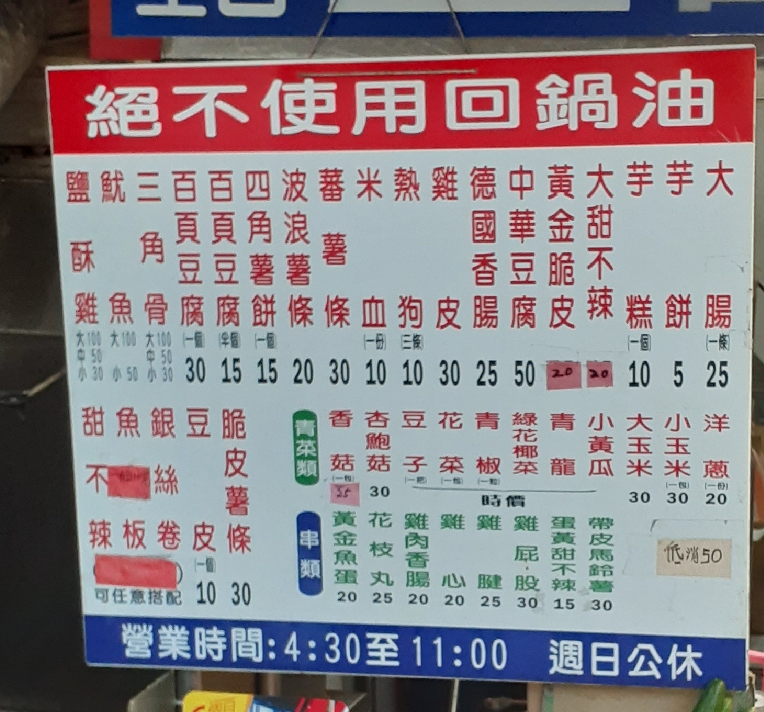 絕不使用回鍋油
鹽酥雞 大100 中50 小30
魷魚 大100 小50
三角骨 大100 中50 小30
百頁豆腐 (一個) 30
百頁豆腐 (半個) 15
四角薯餅 (一個) 15
波浪薯條 20
蕃薯條 30
米血 (一份) 10
熱狗 (三條) 10
雞皮 30
德國香腸 25
中華豆腐 50
黃金脆皮 20
大甜不辣 20
芋糕 (一個) 10
芋餅 5
大腸 (一條) 25
甜不辣
魚板
銀絲卷
可任意搭配
豆皮 (一個) 10
脆皮薯條 30
青菜類
香菇 (一包) 35
杏鮑菇 30
豆子 (一把)
花菜 (一包)
青椒 (一粒)
綠花椰菜
青龍
小黃瓜
時價
大玉米 30
小玉米 (一包) 30
洋蔥 (一份) 20
串類
黃金魚蛋 20
花枝丸 25
雞肉香腸 20
雞心 20
雞腱 25
雞屁股 30
蛋黃甜不辣 15
帶皮馬鈴薯 30
低消50
營業時間:4:30至11:00 週日公休